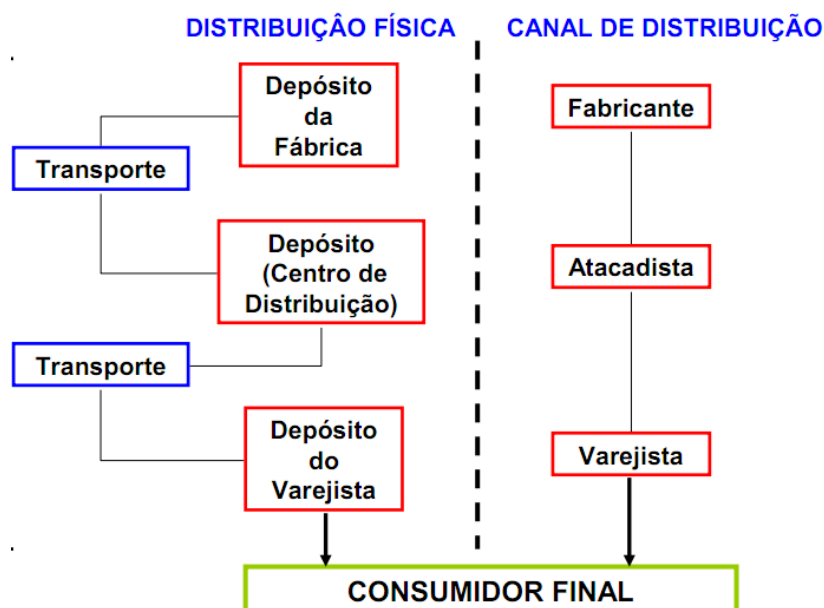 DISTRIBUIÇÂO FÍSICA
CANAL DE DISTRIBUIÇÃO
Depósito
da
Fábrica
Fabricante
Transporte
Depósito
(Centro de
Distribuição)
Atacadista
Transporte
Depósito
do
Varejista
Varejista
CONSUMIDOR FINAL